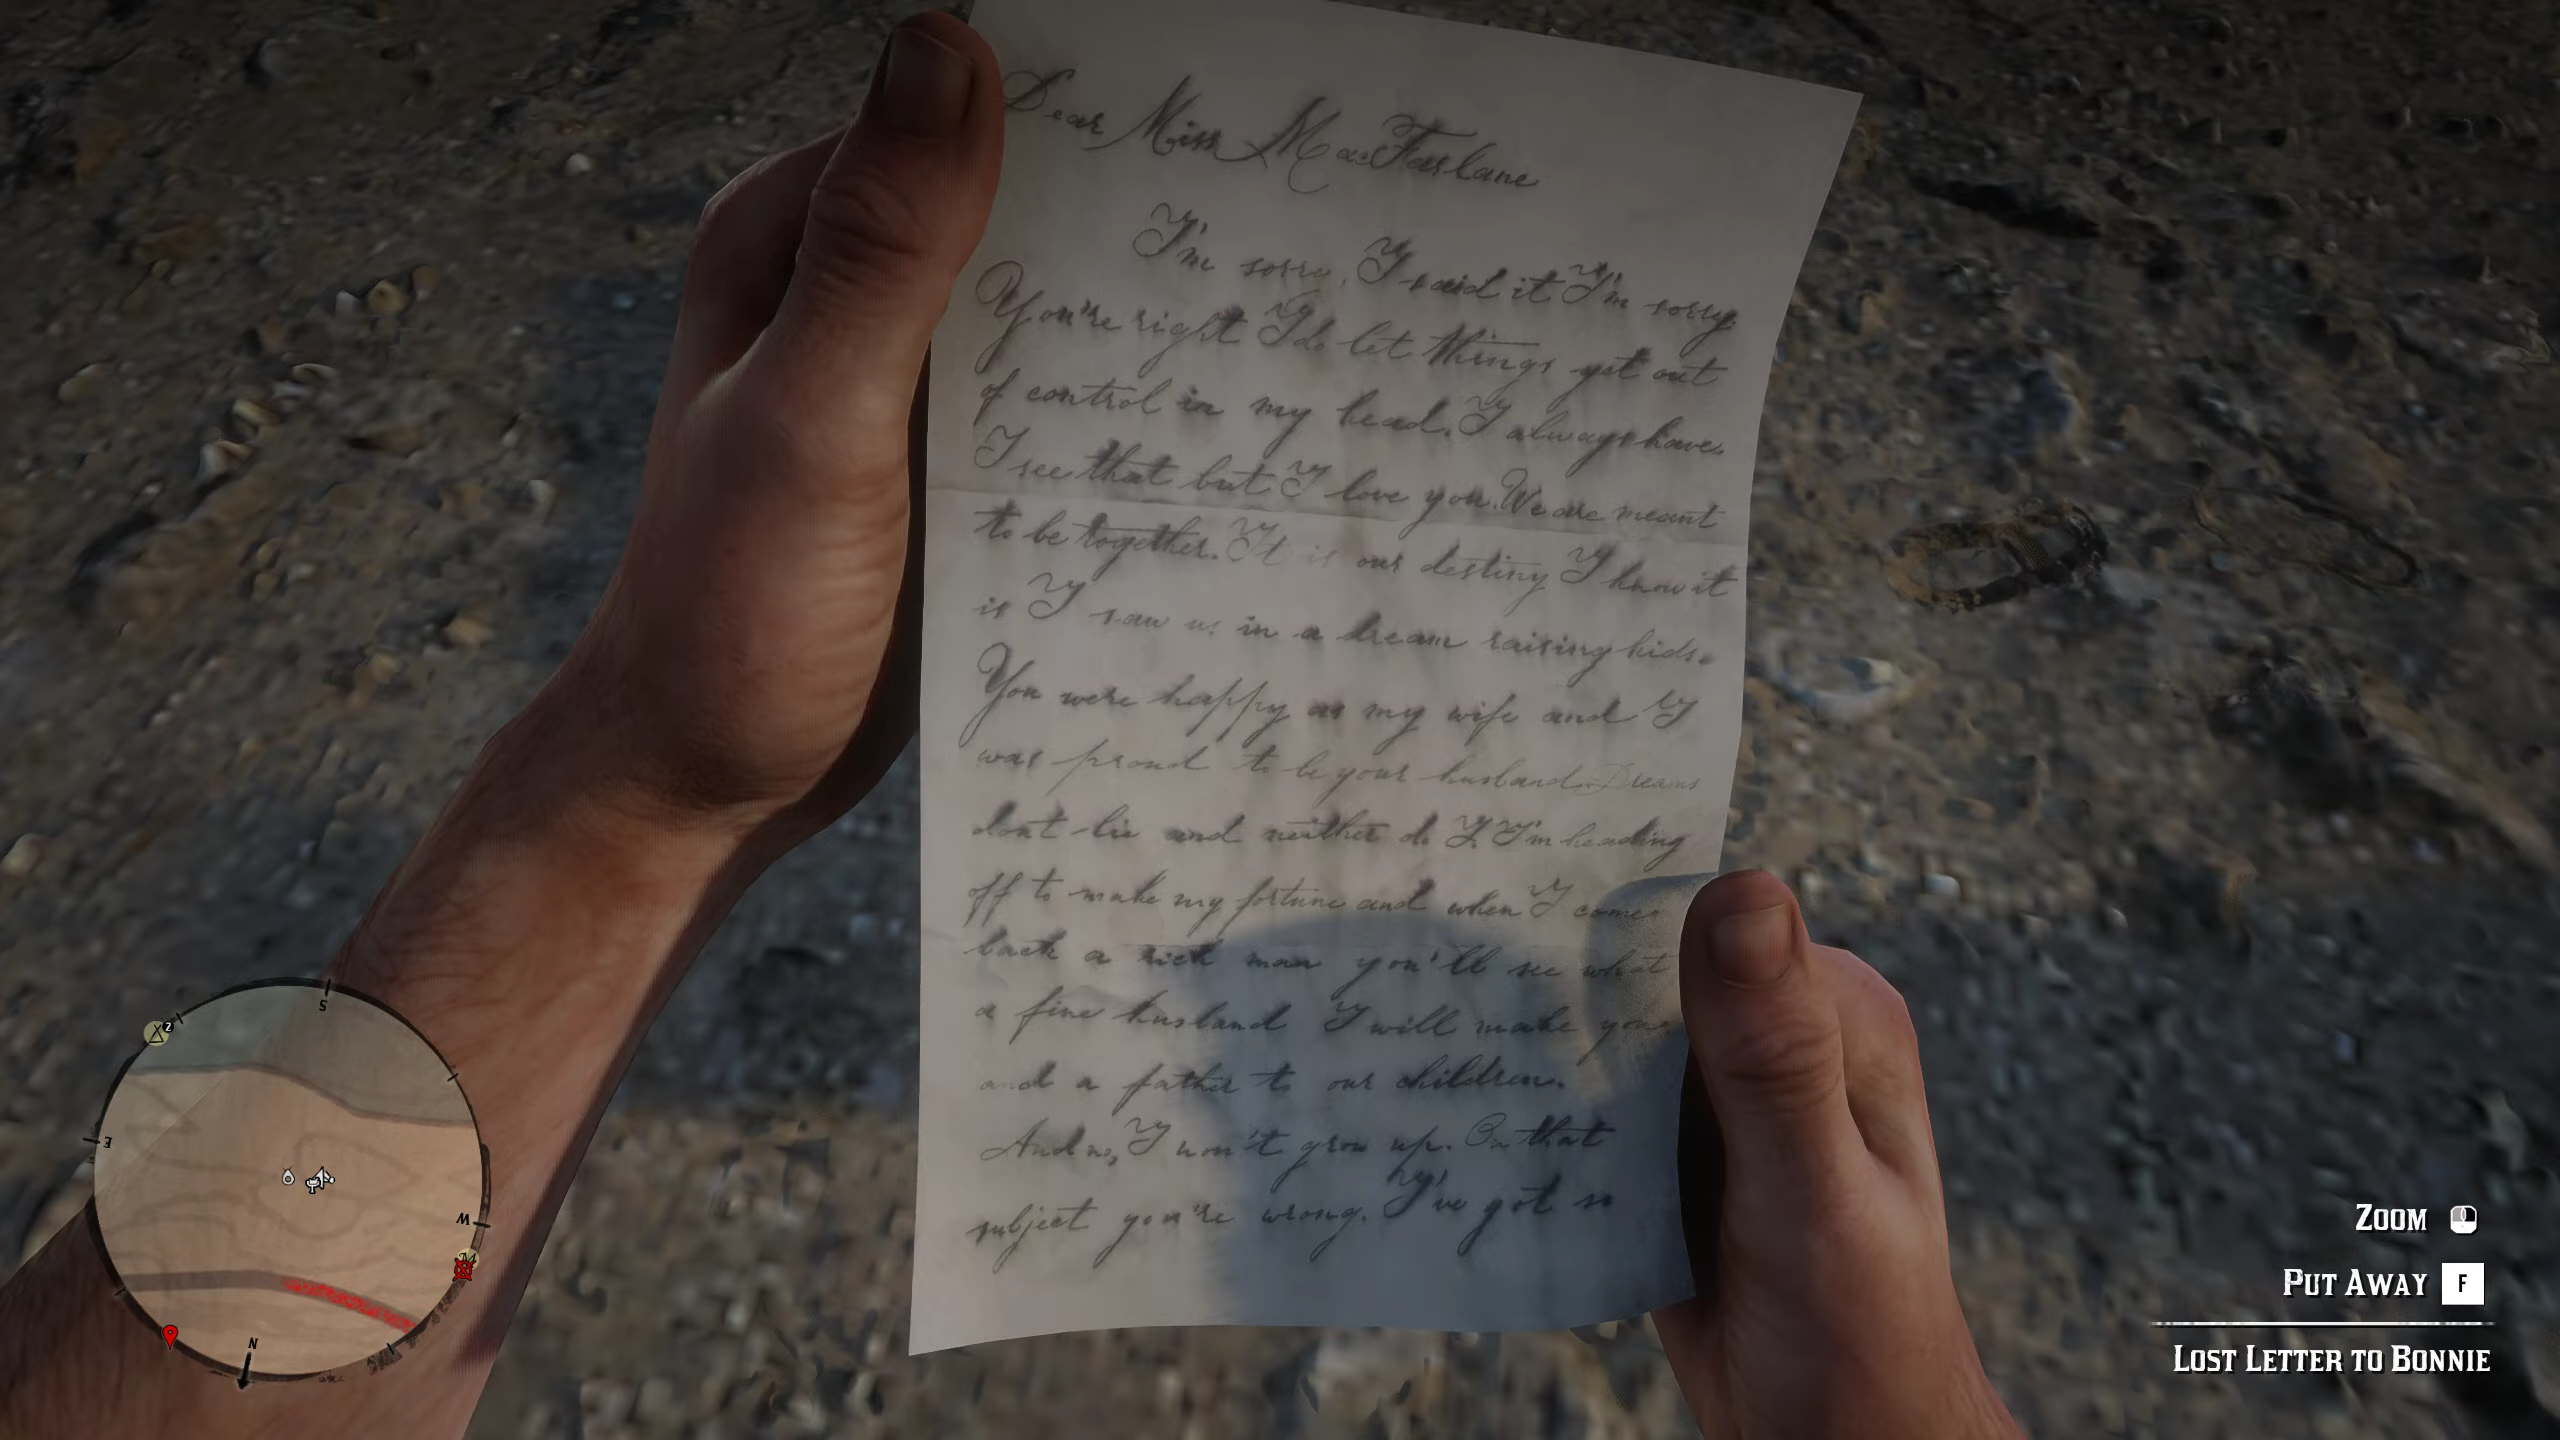 Dear Miss MacFarlane
I'm sorry, I said it I'm sorry.
You're right I do let things get out
of control in my head. I always have.
I see that but I love you. We are meant
to be together. It is our destiny I know it
is I saw us in a dream raising kids.
You were happy as my wife and I
was proud to be your husband. Dreams
don't lie and neither do I. I'm heading
off to make my fortune and when I come
back a rich man you'll see what
a fine husband I will make you
and a father to our children.
And no, I won't grow up. On that
subject you're wrong. I've got so
S
2
E
W
N
ZOOM
PUT AWAY F
LOST LETTER TO BONNIE